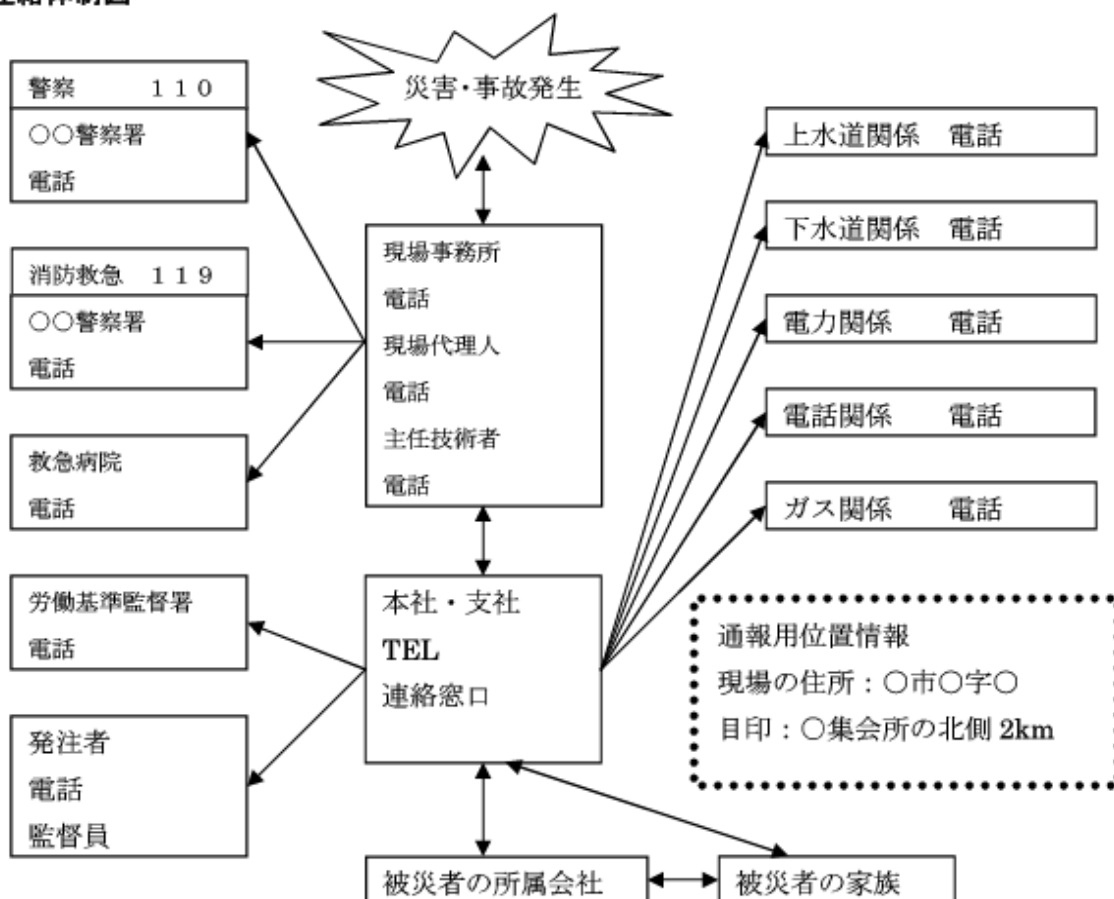 災害・事故発生
警察 １１０
○○警察署
電話
消防救急 １１９
○○警察署
電話
救急病院
電話
労働基準監督署
電話
発注者
電話
監督員
現場事務所
電話
現場代理人
電話
主任技術者
電話
本社・支社
TEL
連絡窓口
被災者の所属会社
被災者の家族
上水道関係 電話
下水道関係 電話
電力関係 電話
電話関係 電話
ガス関係 電話
通報用位置情報
現場の住所：○市○字○
目印：○集会所の北側 2km